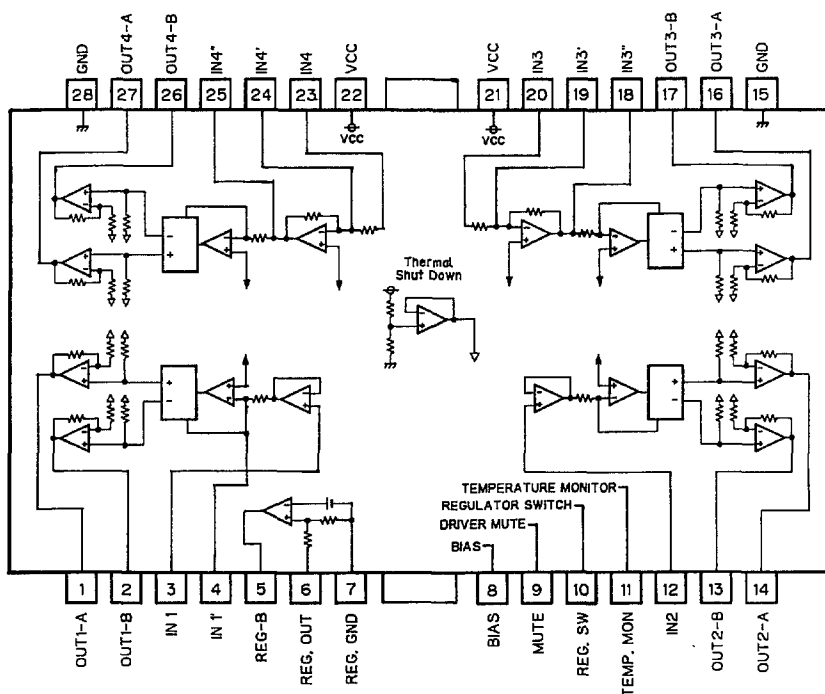 GND
OUT4-A
OUT4-B
IN4"
IN4'
IN4
VCC
VCC
IN3
IN3'
IN3"
OUT3-B
OUT3-A
GND
28
27
26
25
24
23
22
21
20
19
18
17
16
15
VCC
VCC
Thermal
Shut Down
TEMPERATURE MONITOR
REGULATOR SWITCH
DRIVER MUTE
BIAS
1
2
3
4
5
6
7
8
9
10
11
12
13
14
OUT1-A
OUT1-B
IN 1
IN 1'
REG-B
REG. OUT
REG. GND
BIAS
MUTE
REG. SW
TEMP. MON
IN2
OUT2-B
OUT2-A